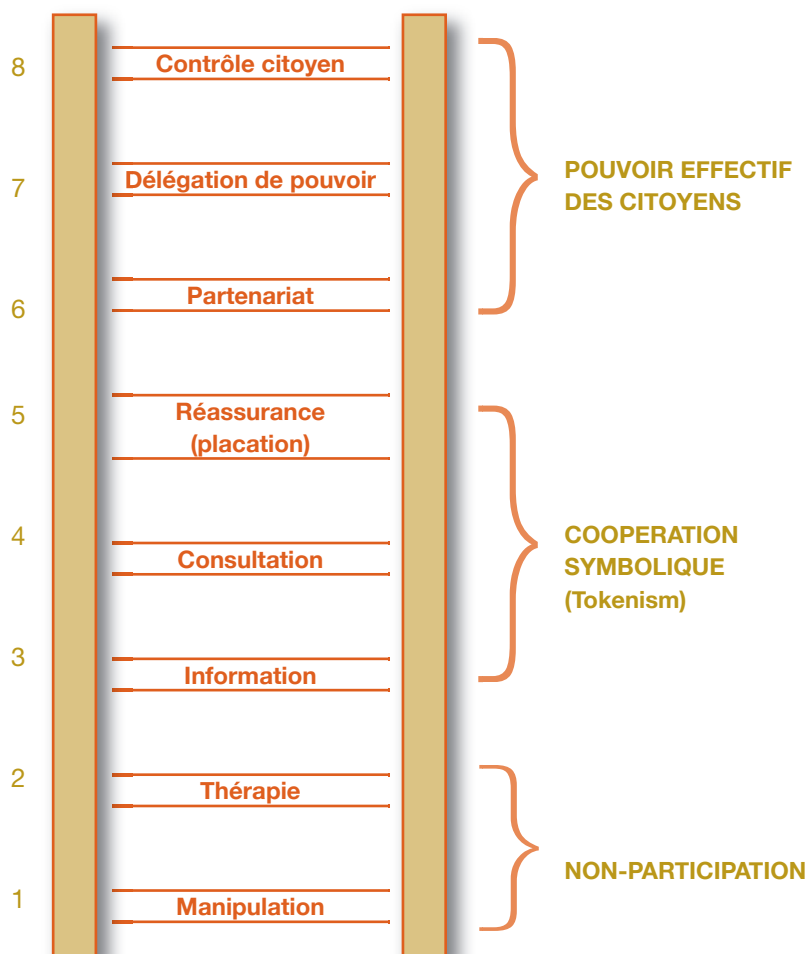 8
Contrôle citoyen
7
Délégation de pouvoir
POUVOIR EFFECTIF
DES CITOYENS
6
Partenariat
5
Réassurance
(placation)
4
Consultation
COOPERATION
SYMBOLIQUE
(Tokenism)
3
Information
2
Thérapie
NON-PARTICIPATION
1
Manipulation